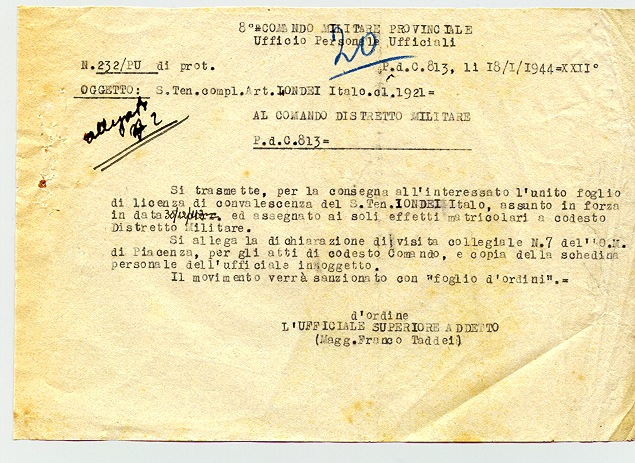 8°=COMANDO MILITARE PROVINCIALE
Ufficio Personale Ufficiali
20
N.232/PU di prot. P.d.C.813, lì 18/I/1944=XXII°
OGGETTO: S.Ten.compl.Art.LONDEI Italo.cl.1921=
allegati
n° 2
AL COMANDO DISTRETTO MILITARE
P.d.C.813=
Si trasmette, per la consegna all'interessato l'unito foglio
di licenza di convalescenza del S.Ten.LONDEI Italo, assunto in forza
in data ed assegnato ai soli effetti matricolari a codesto
Distretto Militare.
Si allega la dichiarazione di visita collegiale N.7 dell'O.M.
di Piacenza, per gli atti di codesto Comando, e copia della schedina
personale dell'ufficiale in oggetto.
Il movimento verrà sanzionato con "foglio d'ordini".=
d'ordine
L'UFFICIALE SUPERIORE ADDETTO
(Magg.Franco Taddei)